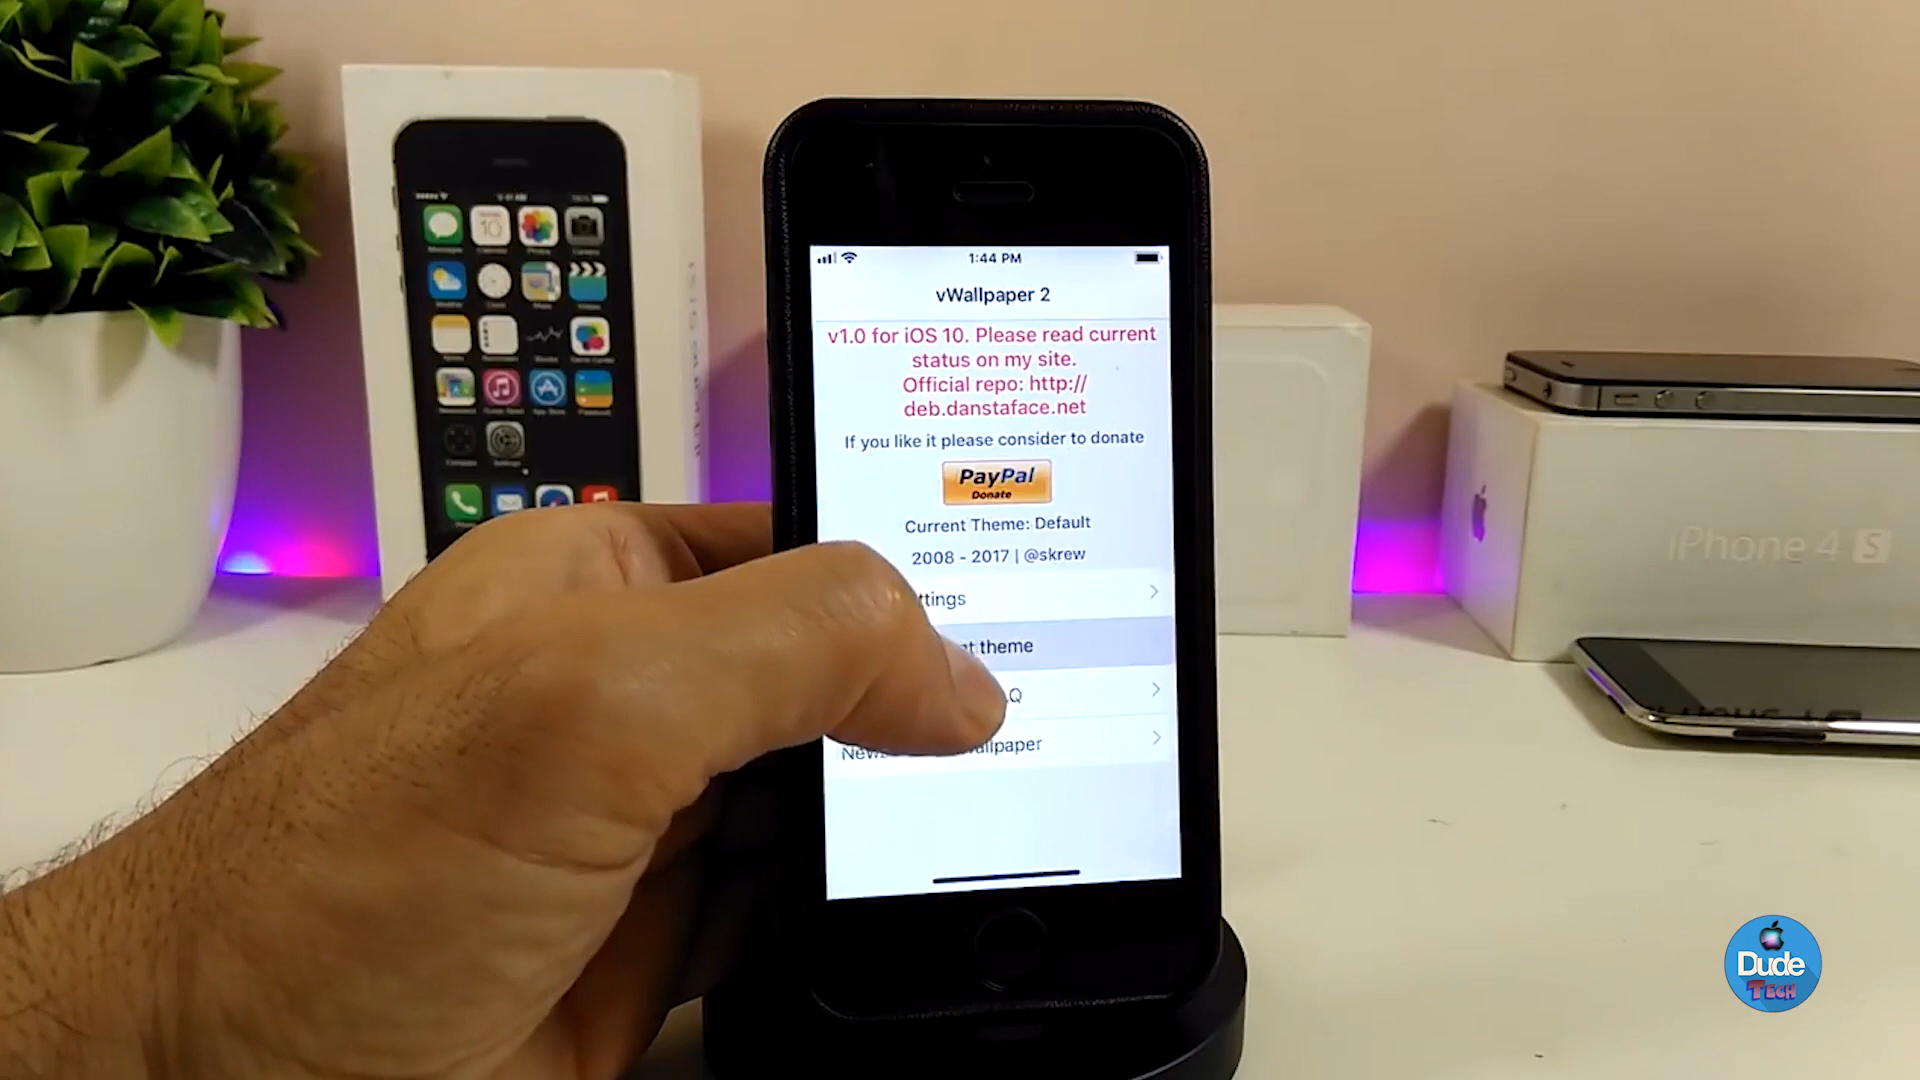 1:44 PM
vWallpaper 2
v1.0 for iOS 10. Please read current
status on my site.
Official repo: http://
deb.danstaface.net
If you like it please consider to donate
PayPal
Donate
Current Theme: Default
2008 - 2017 | @skrew
ttings
theme
Q
allpaper
iPhone 4 S
Dude
TECH